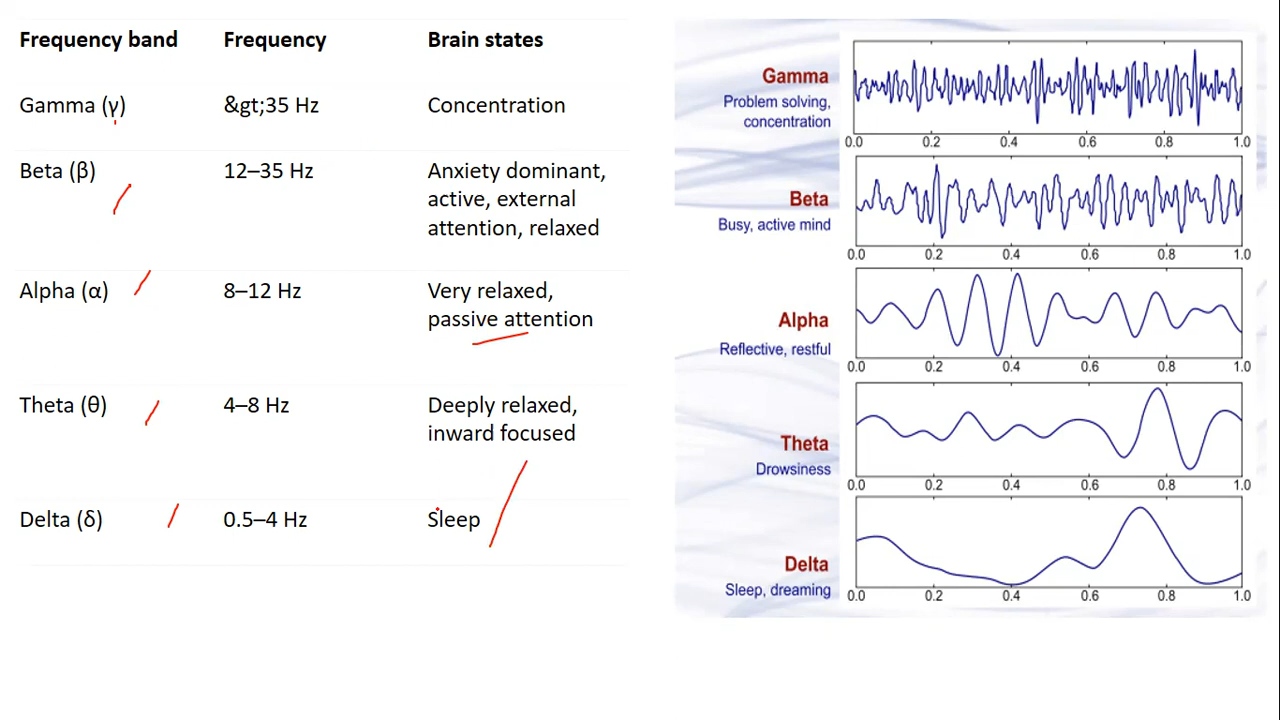 Frequency band Frequency Brain states
Gamma (γ) &gt;35 Hz Concentration
Beta (β) 12–35 Hz Anxiety dominant,
active, external
attention, relaxed
Alpha (α) 8–12 Hz Very relaxed,
passive attention
Theta (θ) 4–8 Hz Deeply relaxed,
inward focused
Delta (δ) 0.5–4 Hz Sleep
Gamma
Problem solving,
concentration
0.0 0.2 0.4 0.6 0.8 1.0
Beta
Busy, active mind
0.0 0.2 0.4 0.6 0.8 1.0
Alpha
Reflective, restful
0.0 0.2 0.4 0.6 0.8 1.0
Theta
Drowsiness
0.0 0.2 0.4 0.6 0.8 1.0
Delta
Sleep, dreaming
0.0 0.2 0.4 0.6 0.8 1.0